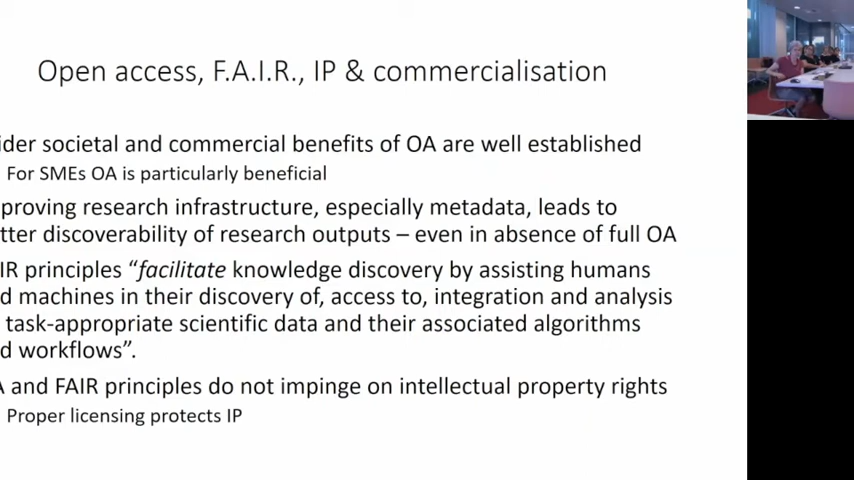 Open access, F.A.I.R., IP & commercialisation
ider societal and commercial benefits of OA are well established
For SMEs OA is particularly beneficial
proving research infrastructure, especially metadata, leads to
tter discoverability of research outputs – even in absence of full OA
IR principles “facilitate knowledge discovery by assisting humans
d machines in their discovery of, access to, integration and analysis
task-appropriate scientific data and their associated algorithms
d workflows”.
A and FAIR principles do not impinge on intellectual property rights
Proper licensing protects IP